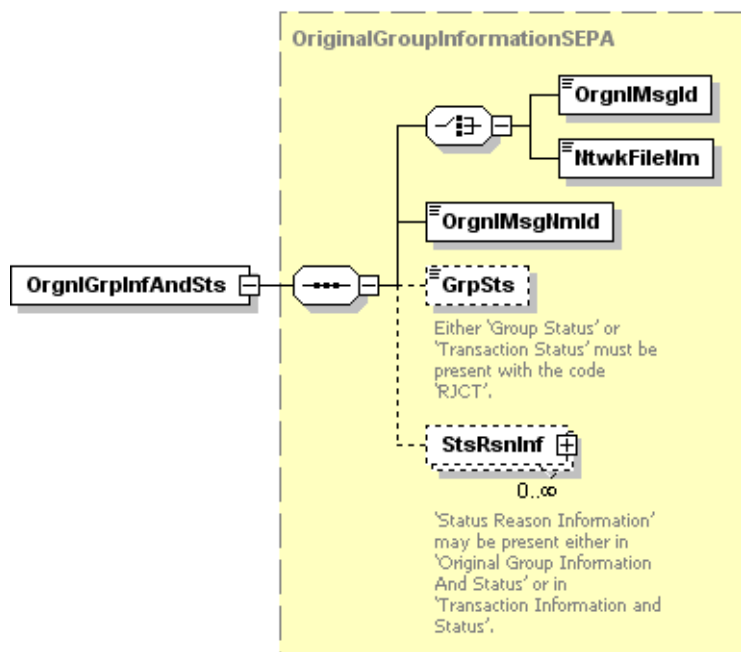 OriginalGroupInformationSEPA
OrgnlMsgId
NtwkFileNm
OrgnlMsgNmId
OrgnlGrpInfAndSts
GrpSts
Either 'Group Status' or
'Transaction Status' must be
present with the code
'RJCT'.
StsRsnInf
0..∞
'Status Reason Information'
may be present either in
'Original Group Information
And Status' or in
'Transaction Information and
Status'.